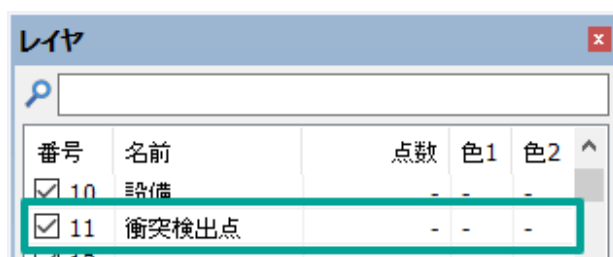 レイヤ
番号 名前 点数 色1 色2
10 設備 - - -
11 衝突検出点 - - -